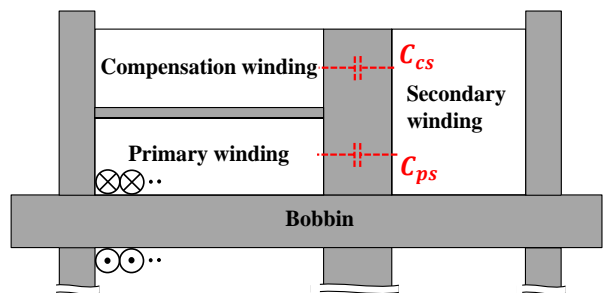 Compensation winding
C_cs
Secondary
winding
Primary winding
C_ps
Bobbin